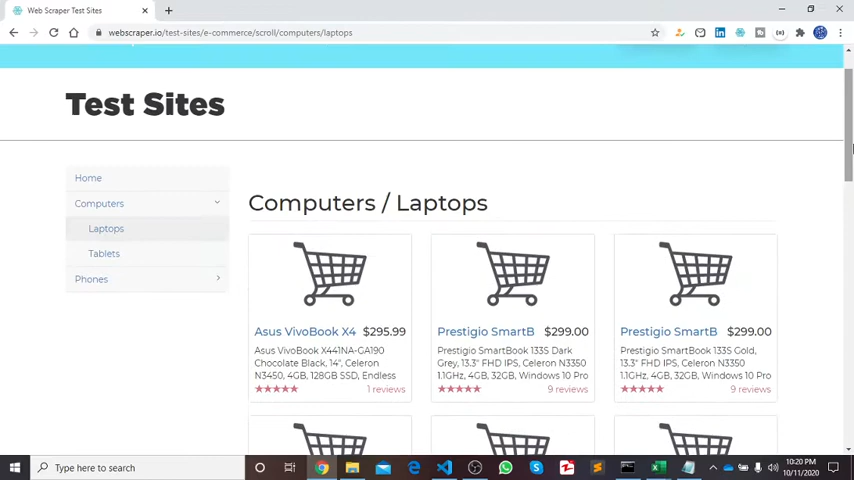 Web Scraper Test Sites
webscraper.io/test-sites/e-commerce/scroll/computers/laptops
Test Sites
Home
Computers
Laptops
Tablets
Phones
Computers / Laptops
Asus VivoBook X4 $295.99
Asus VivoBook X441NA-GA190
Chocolate Black, 14", Celeron
N3450, 4GB, 128GB SSD, Endless
1 reviews
Prestigio SmartB $299.00
Prestigio SmartBook 133S Dark
Grey, 13.3" FHD IPS, Celeron N3350
1.1GHz, 4GB, 32GB, Windows 10 Pro
9 reviews
Prestigio SmartB $299.00
Prestigio SmartBook 133S Gold,
13.3" FHD IPS, Celeron N3350
1.1GHz, 4GB, 32GB, Windows 10 Pro
9 reviews
Type here to search
10:20 PM
10/11/2020